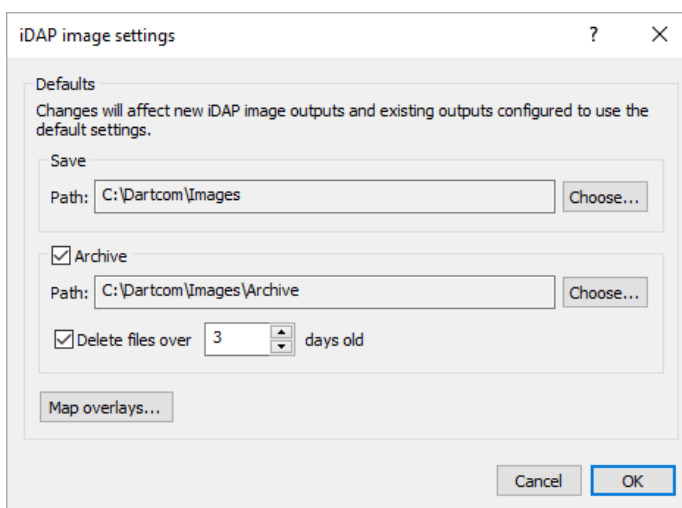 iDAP image settings ?
Defaults
Changes will affect new iDAP image outputs and existing outputs configured to use the
default settings.
Save
Path: C:\Dartcom\Images Choose...
Archive
Path: C:\Dartcom\Images\Archive Choose...
Delete files over 3 days old
Map overlays...
Cancel OK